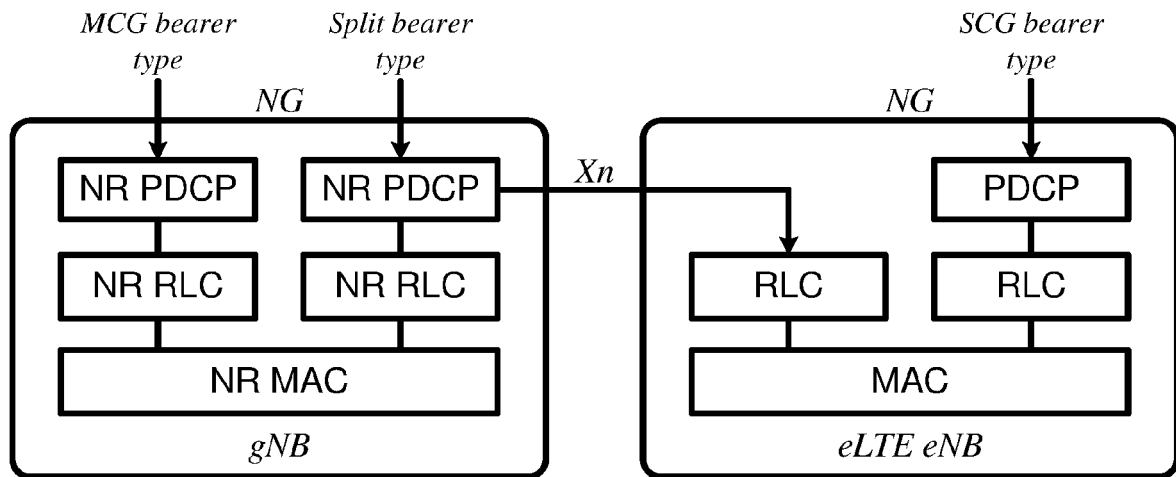 MCG bearer
type
Split bearer
type
SCG bearer
type
NG
NG
NR PDCP
NR PDCP
Xn
PDCP
NR RLC
NR RLC
RLC
RLC
NR MAC
MAC
gNB
eLTE eNB